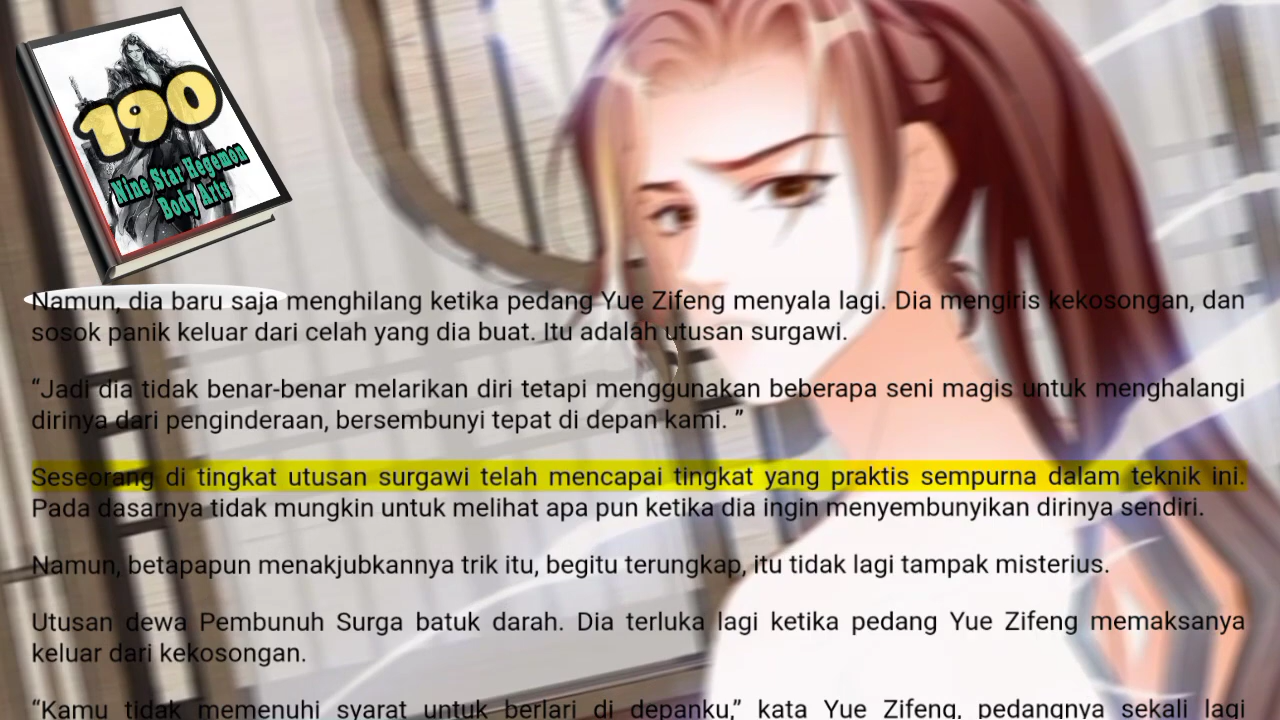 190
Nine Star Hegemon
Body Arts
Namun, dia baru saja menghilang ketika pedang Yue Zifeng menyala lagi. Dia mengiris kekosongan, dan
sosok panik keluar dari celah yang dia buat. Itu adalah utusan surgawi.
“Jadi dia tidak benar-benar melarikan diri tetapi menggunakan beberapa seni magis untuk menghalangi
dirinya dari penginderaan, bersembunyi tepat di depan kami. ”
Seseorang di tingkat utusan surgawi telah mencapai tingkat yang praktis sempurna dalam teknik ini.
Pada dasarnya tidak mungkin untuk melihat apa pun ketika dia ingin menyembunyikan dirinya sendiri.
Namun, betapapun menakjubkannya trik itu, begitu terungkap, itu tidak lagi tampak misterius.
Utusan dewa Pembunuh Surga batuk darah. Dia terluka lagi ketika pedang Yue Zifeng memaksanya
keluar dari kekosongan.
“Kamu tidak memenuhi syarat untuk berlari di depanku,” kata Yue Zifeng, pedangnya sekali lagi